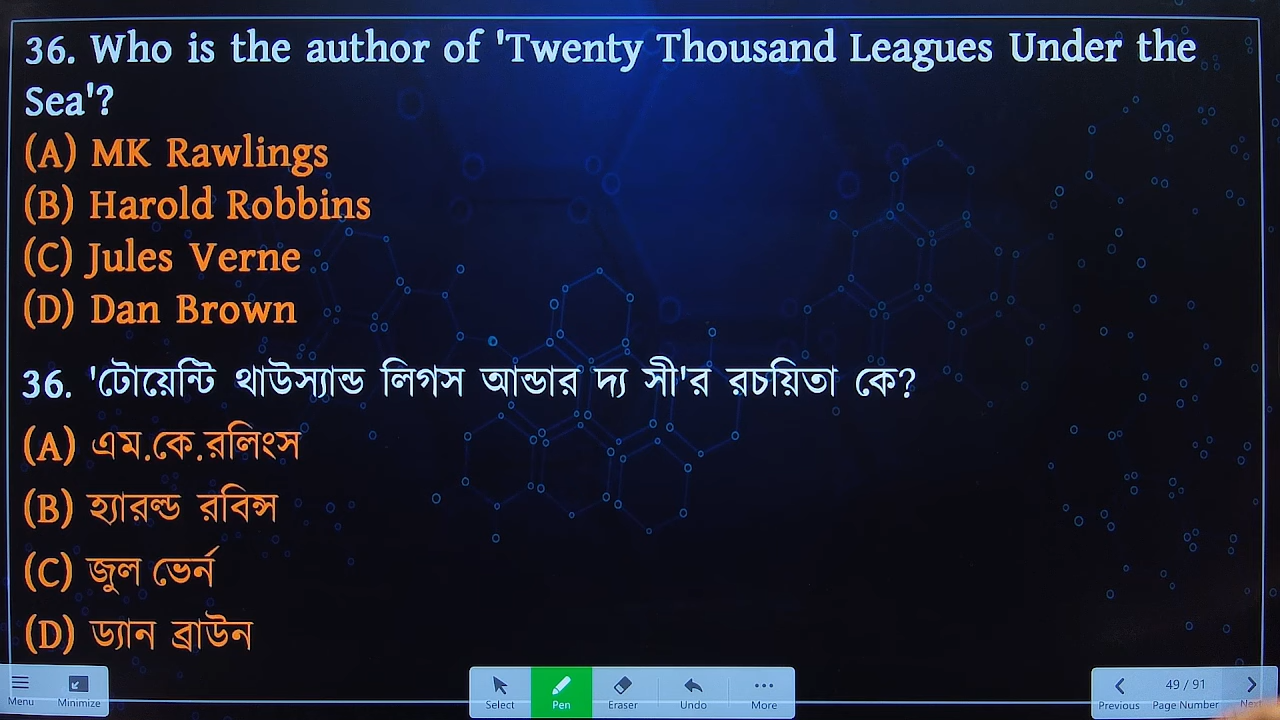 36. Who is the author of 'Twenty Thousand Leagues Under the
Sea'?
(A) MK Rawlings
(B) Harold Robbins
(C) Jules Verne
(D) Dan Brown
36. 'টোয়েন্টি থাউস্যান্ড লিগস আন্ডার দ্য সী'র রচয়িতা কে?
(A) এম.কে.রলিংস
(B) হ্যারল্ড রবিন্স
(C) জুল ভের্ন
(D) ড্যান ব্রাউন
Menu Minimize Select Pen Eraser Undo More Previous 49 / 91 Page Number Next